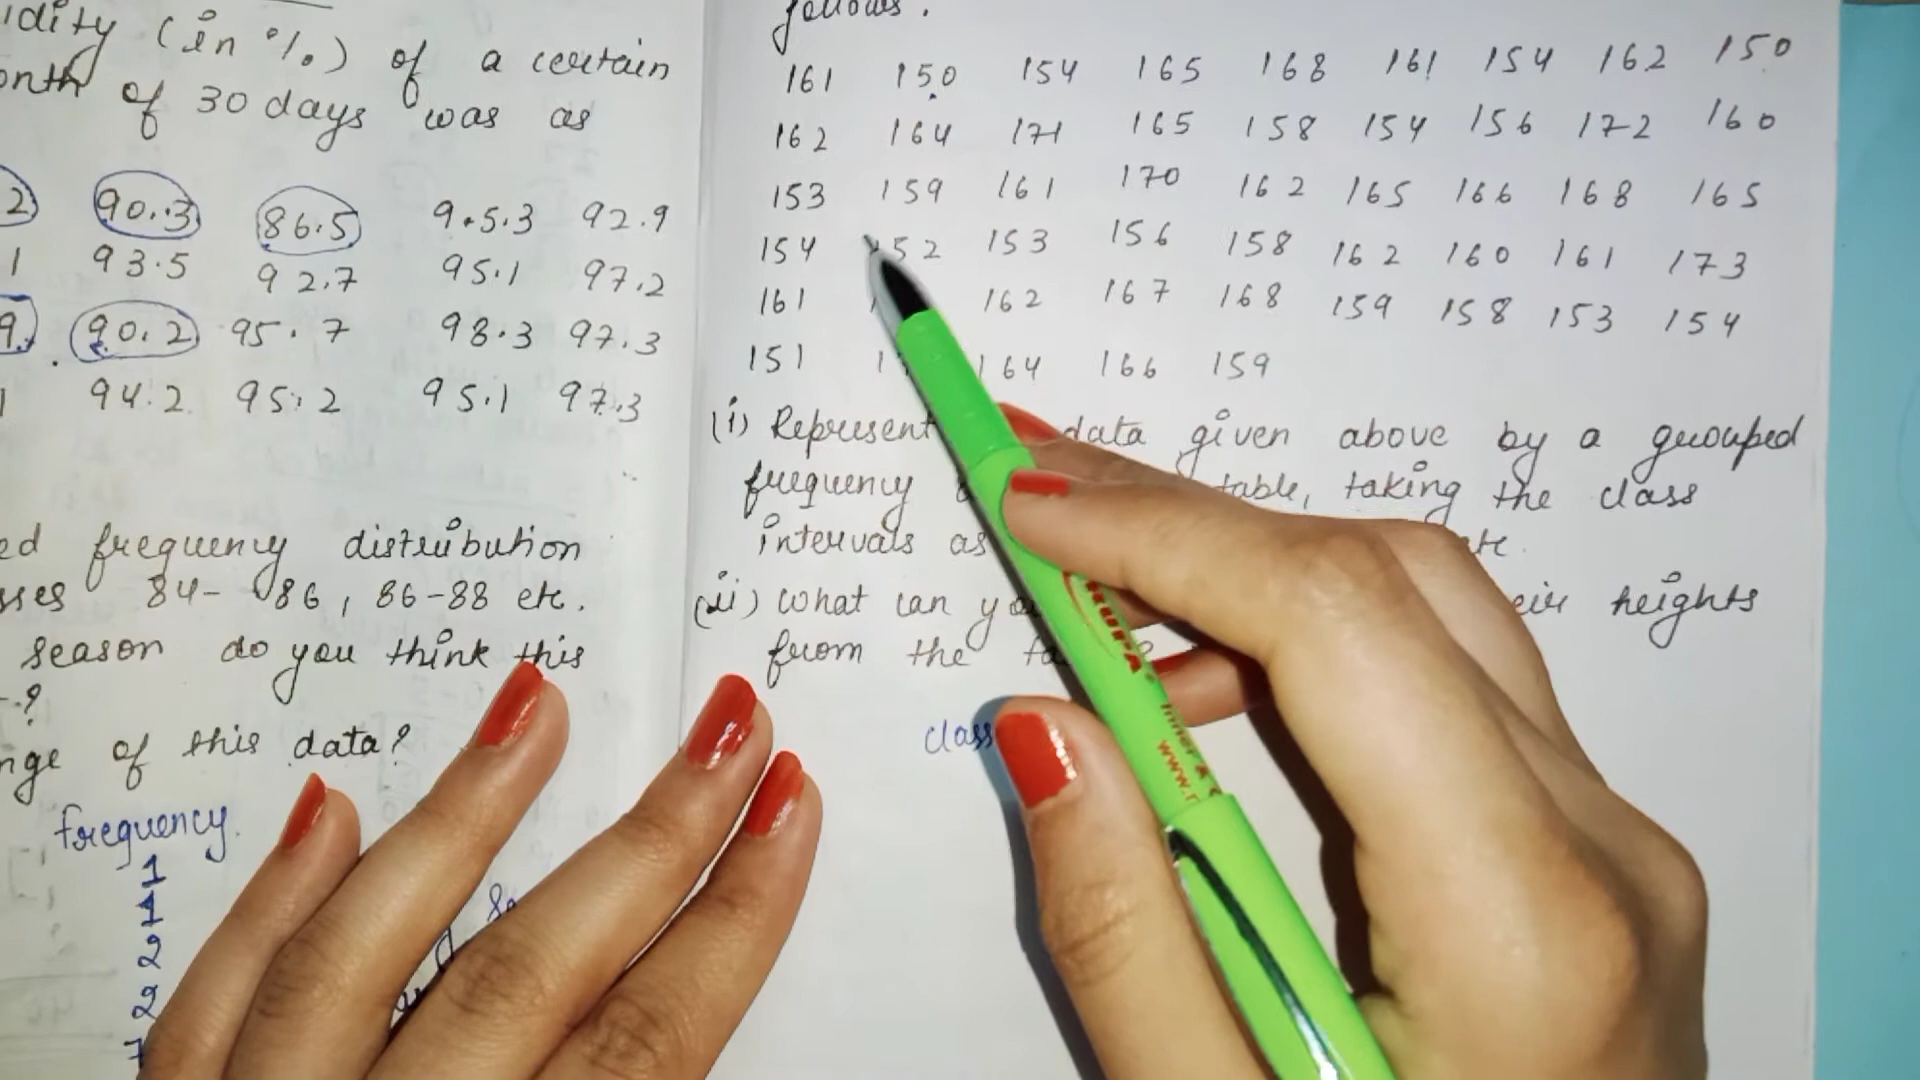 idity (in %) of a certain
onth of 30 days was as
2 90.3 86.5 9.5.3 92.9
1 93.5 92.7 95.1 97.2
9. 90.2 95.7 98.3 97.3
1 94.2 95.2 95.1 97.3
ed frequency distribution
sses 84-86, 86-88 etc.
season do you think this
?
nge of this data?
frequency
1
1
2
2
7
follows.
161 150 154 165 168 161 154 162 150
162 164 171 165 158 154 156 172 160
153 159 161 170 162 165 166 168 165
154 152 153 156 158 162 160 161 173
161 162 167 168 159 158 153 154
151 164 166 159
(i) Represent data given above by a grouped
frequency table, taking the class
intervals as etc.
(ii) What can eir heights
from the
class